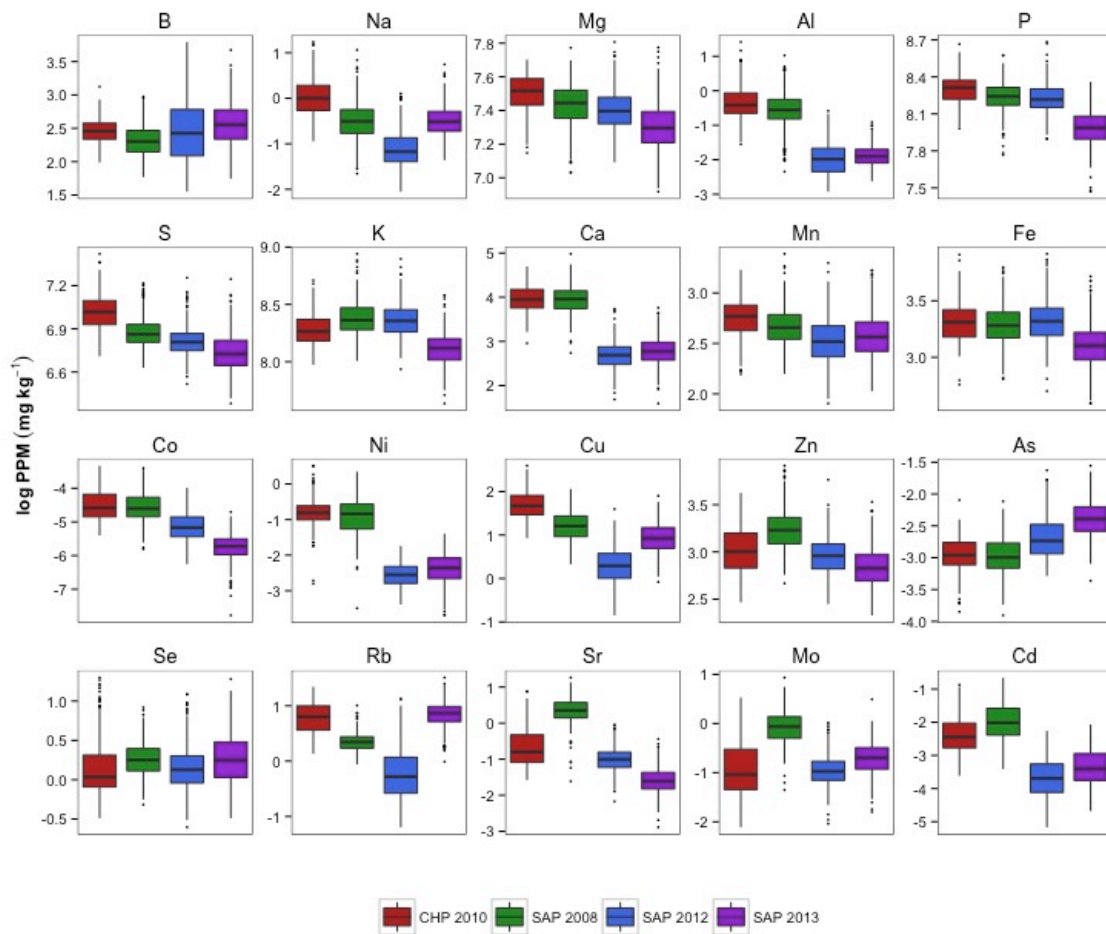 B Na Mg Al P
3.5 3.0 2.5 2.0 1.5
1 0 -1 -2
7.8 7.6 7.4 7.2 7.0
1 0 -1 -2 -3
8.7 8.4 8.1 7.8 7.5
S K Ca Mn Fe
7.2 6.9 6.6
9.0 8.5 8.0
5 4 3 2
3.0 2.5 2.0
3.5 3.0
log PPM (mg kg⁻¹)
Co Ni Cu Zn As
-4 -5 -6 -7
0 -1 -2 -3
2 1 0 -1
3.5 3.0 2.5
-1.5 -2.0 -2.5 -3.0 -3.5 -4.0
Se Rb Sr Mo Cd
1.0 0.5 0.0 -0.5
1 0 -1
1 0 -1 -2 -3
1 0 -1 -2
-1 -2 -3 -4 -5
CHP 2010 SAP 2008 SAP 2012 SAP 2013